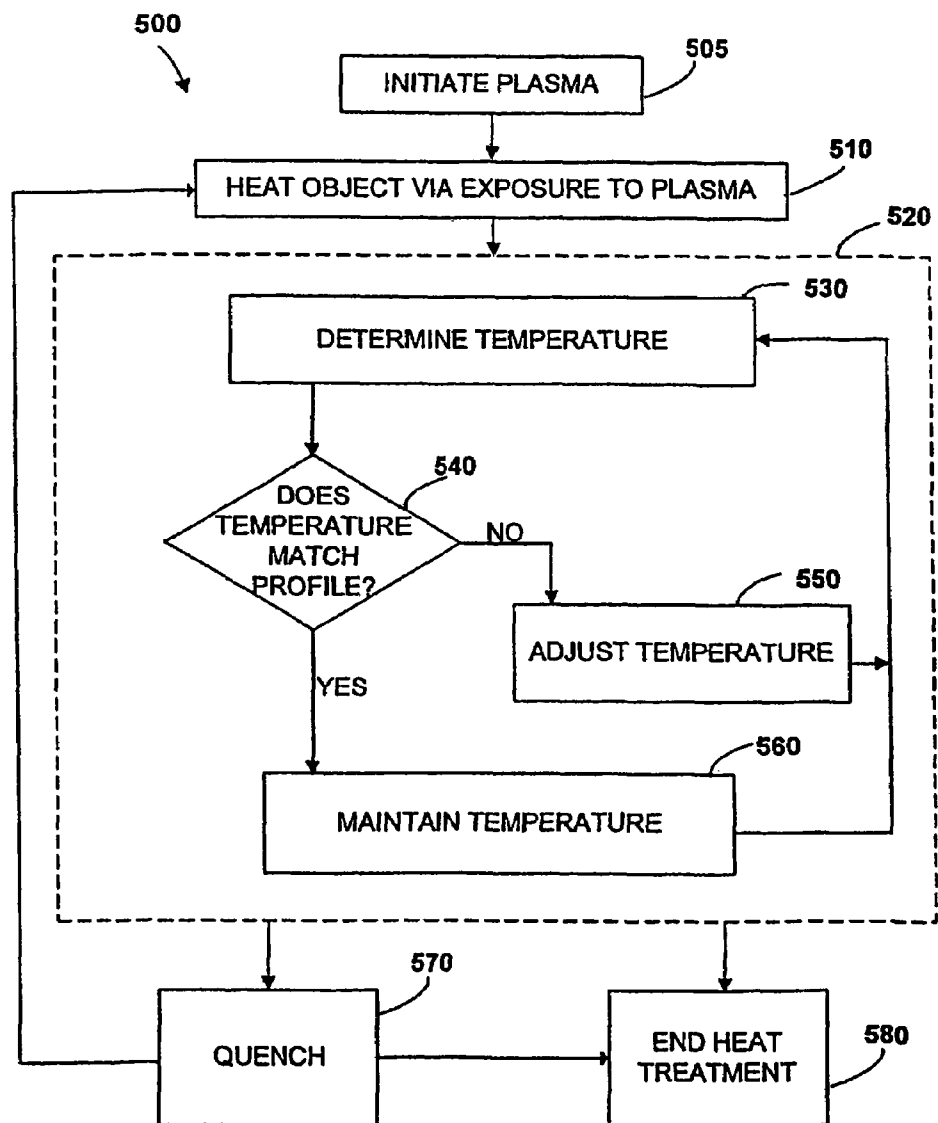 500
505
INITIATE PLASMA
510
HEAT OBJECT VIA EXPOSURE TO PLASMA
520
530
DETERMINE TEMPERATURE
540
DOES
TEMPERATURE
MATCH
PROFILE?
NO
550
ADJUST TEMPERATURE
YES
560
MAINTAIN TEMPERATURE
570
QUENCH
END HEAT
TREATMENT
580